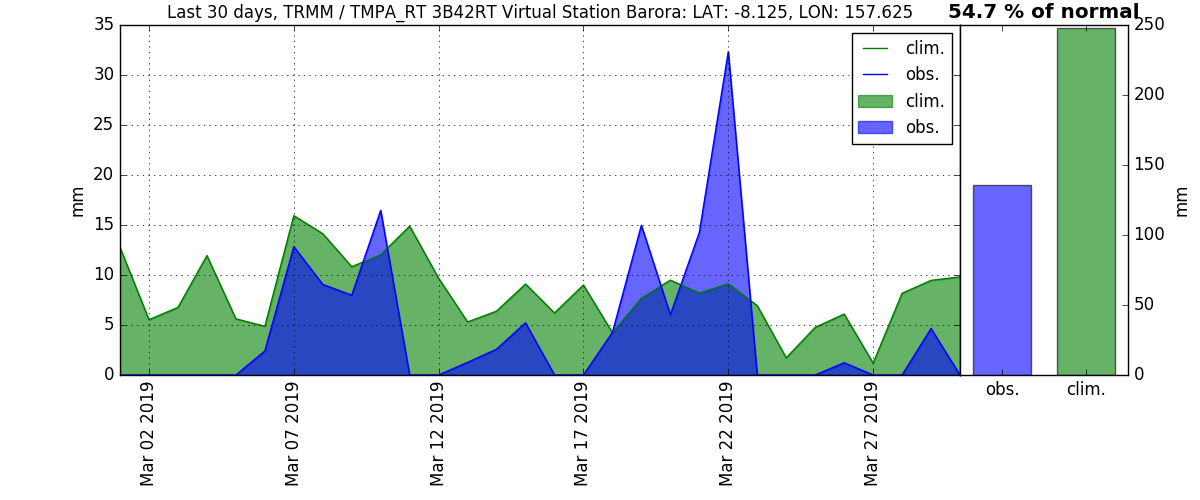 Last 30 days, TRMM / TMPA_RT 3B42RT Virtual Station Barora: LAT: -8.125, LON: 157.625
54.7 % of normal
35
30
25
20
15
10
5
0
mm
clim.
obs.
clim.
obs.
Mar 02 2019
Mar 07 2019
Mar 12 2019
Mar 17 2019
Mar 22 2019
Mar 27 2019
250
200
150
100
50
0
mm
obs.
clim.